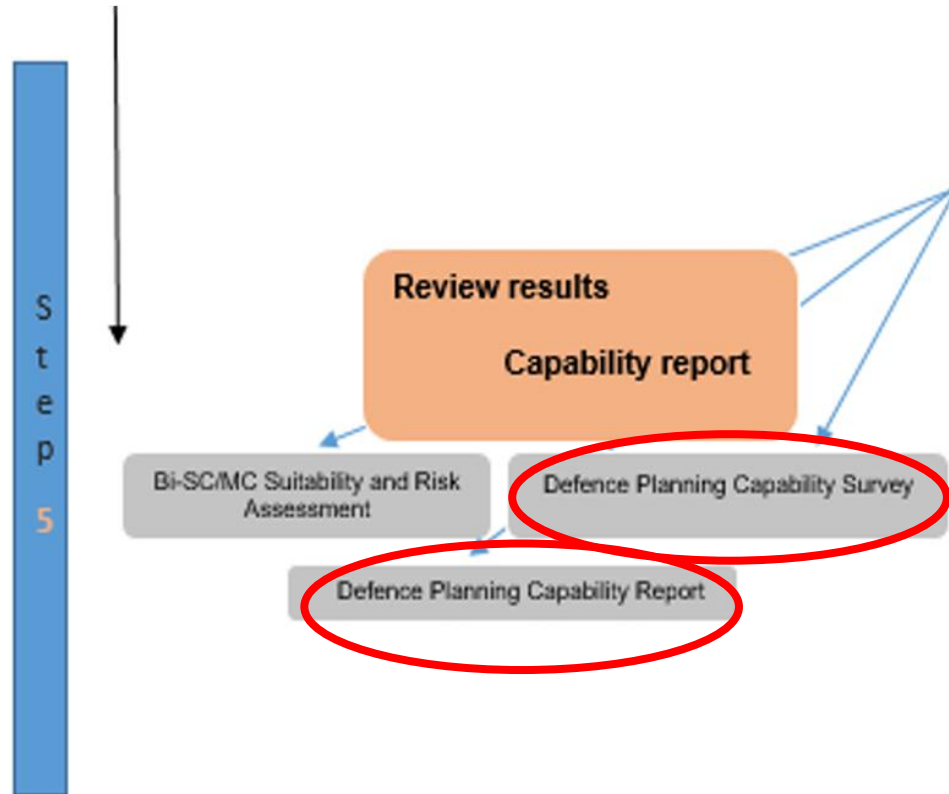 Step 5
Review results
Capability report
Bi-SC/MC Suitability and Risk
Assessment
Defence Planning Capability Survey
Defence Planning Capability Report